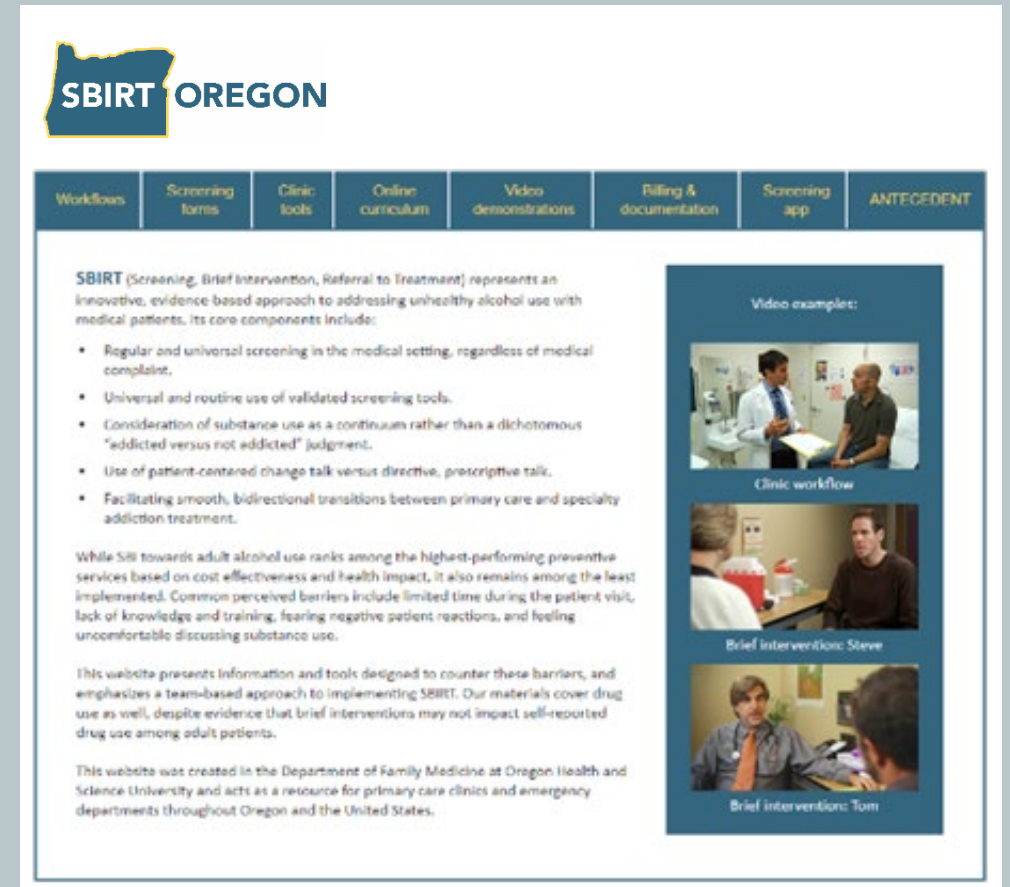 SBIRT OREGON
Workflows
Screening
forms
Clinic
tools
Online
curriculum
Video
demonstrations
Billing &
documentation
Screening
app
ANTECEDENT
SBIRT (Screening, Brief Intervention, Referral to Treatment) represents an
innovative, evidence-based approach to addressing unhealthy alcohol use with
medical patients. Its core components include:
• Regular and universal screening in the medical setting, regardless of medical
complaint.
• Universal and routine use of validated screening tools.
• Consideration of substance use as a continuum rather than a dichotomous
"addicted versus not addicted" judgment.
• Use of patient-centered change talk versus directive, prescriptive talk.
• Facilitating smooth, bidirectional transitions between primary care and specialty
addiction treatment.
While SBI towards adult alcohol use ranks among the highest-performing preventive
services based on cost effectiveness and health impact, it also remains among the least
implemented. Common perceived barriers include limited time during the patient visit,
lack of knowledge and training, fearing negative patient reactions, and feeling
uncomfortable discussing substance use.
This website presents information and tools designed to counter these barriers, and
emphasizes a team-based approach to implementing SBIRT. Our materials cover drug
use as well, despite evidence that brief interventions may not impact self-reported
drug use among adult patients.
This website was created in the Department of Family Medicine at Oregon Health and
Science University and acts as a resource for primary care clinics and emergency
departments throughout Oregon and the United States.
Video examples:
Clinic workflow
Brief intervention: Steve
Brief intervention: Tom